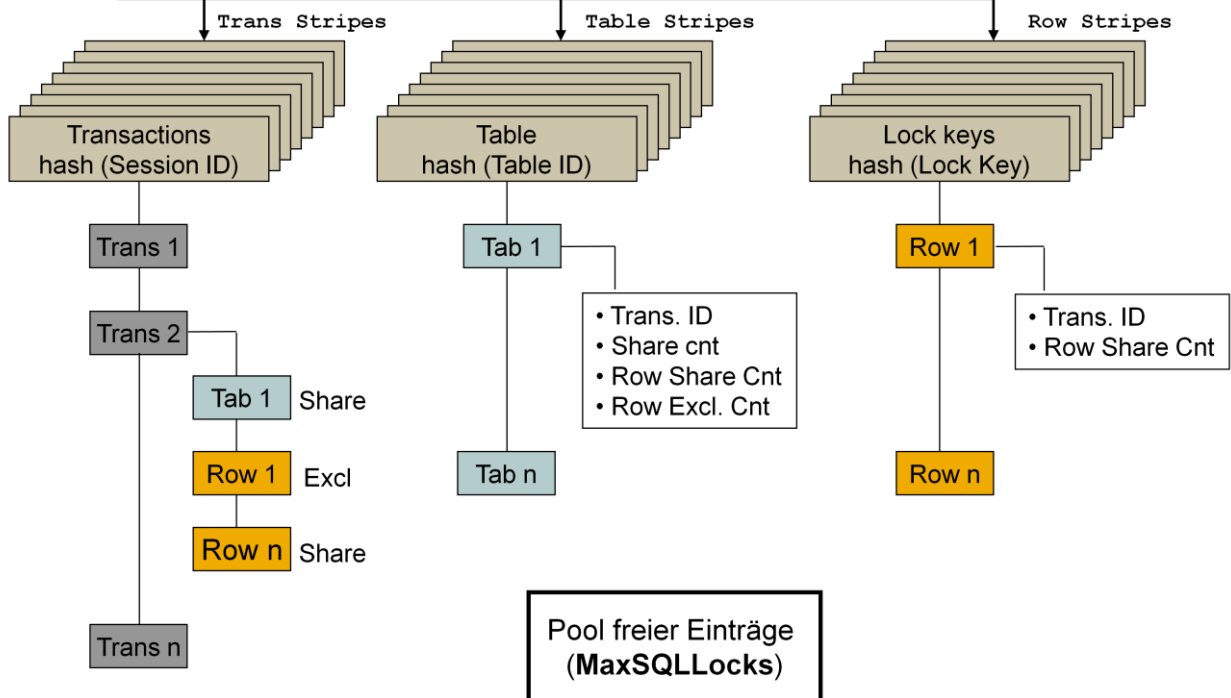 Trans Stripes
Table Stripes
Row Stripes
Transactions
hash (Session ID)
Table
hash (Table ID)
Lock keys
hash (Lock Key)
Trans 1
Tab 1
Row 1
Trans 2
• Trans. ID
• Share cnt
• Row Share Cnt
• Row Excl. Cnt
• Trans. ID
• Row Share Cnt
Tab 1 Share
Row 1 Excl
Row n Share
Tab n
Row n
Trans n
Pool freier Einträge
(MaxSQLLocks)